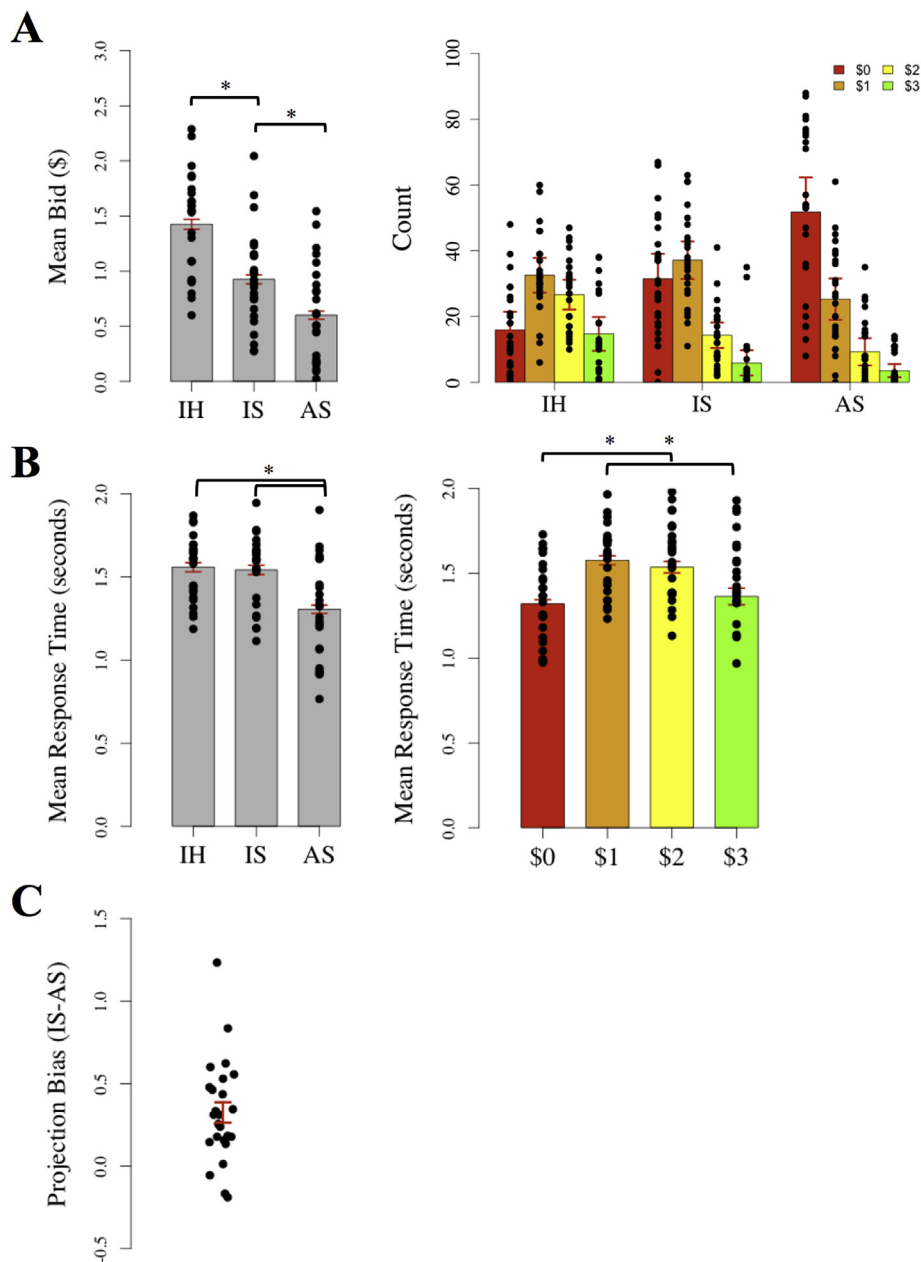 A
Mean Bid ($)
3.0
2.5
2.0
1.5
1.0
0.5
0.0
*
*
IH IS AS
Count
100
80
60
40
20
0
$0 $2
$1 $3
IH IS AS
B
Mean Response Time (seconds)
2.0
1.5
1.0
0.5
0.0
*
IH IS AS
Mean Response Time (seconds)
2.0
1.5
1.0
0.5
0.0
* *
$0 $1 $2 $3
C
Projection Bias (IS-AS)
1.5
1.0
0.5
0.0
-0.5